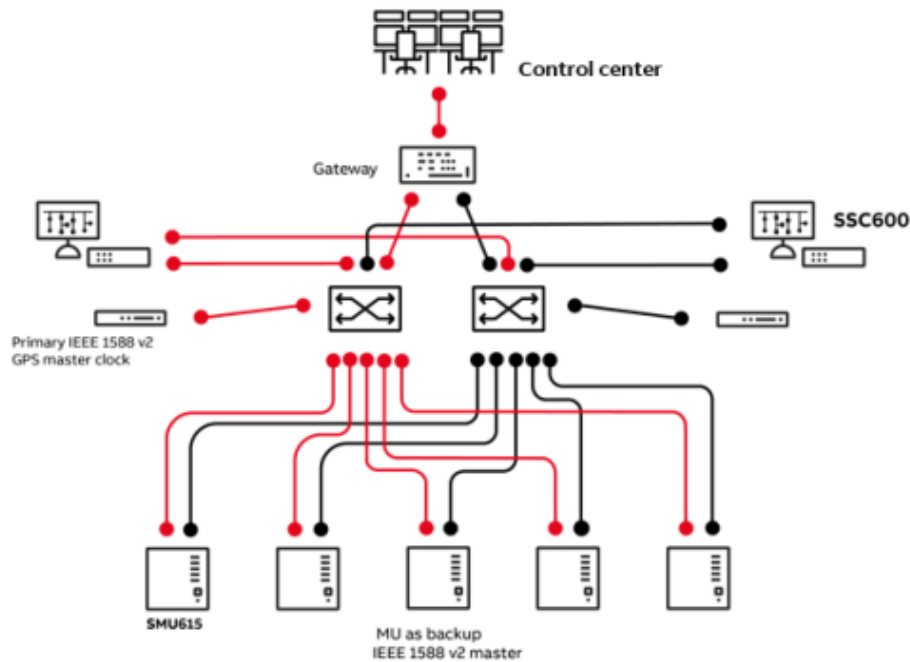 Control center
Gateway
SSC600
Primary IEEE 1588 v2
GPS master clock
SMU615
MU as backup
IEEE 1588 v2 master